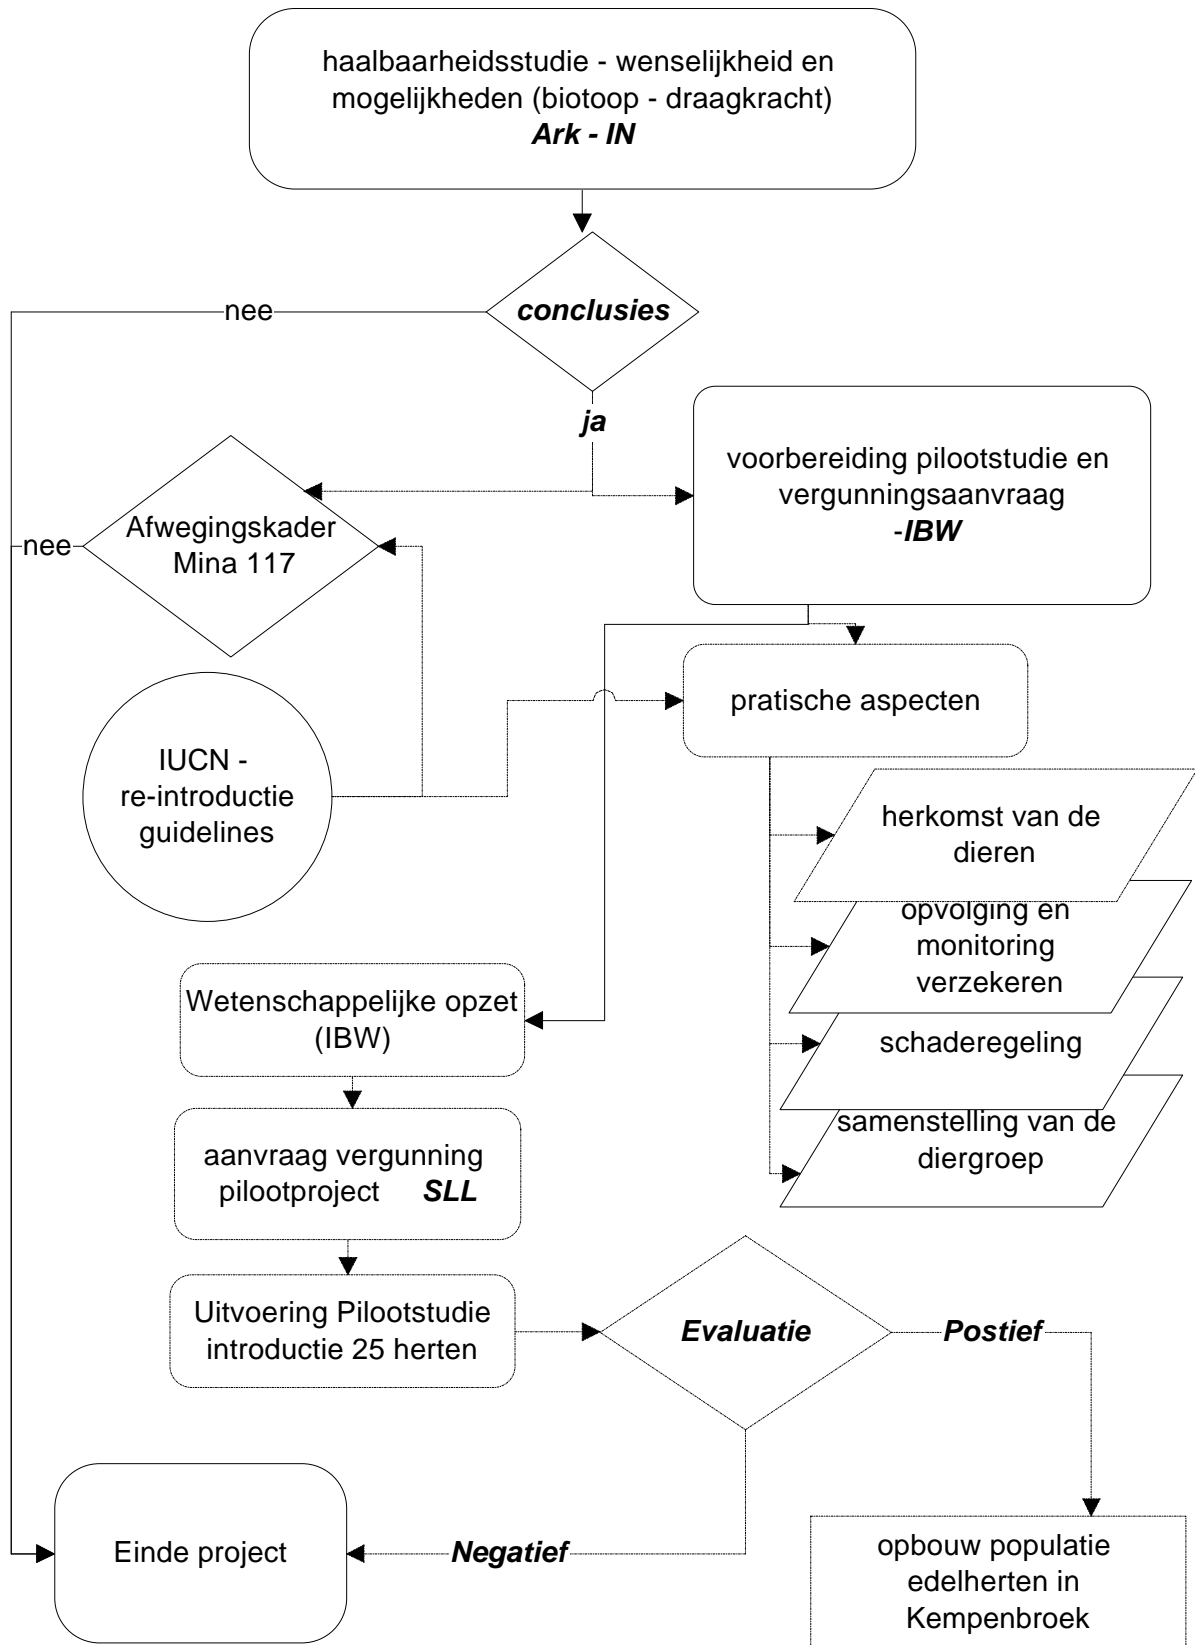 haalbaarheidsstudie - wenselijkheid en
mogelijkheden (biotoop - draagkracht)
Ark - IN
conclusies
nee
ja
voorbereiding pilootstudie en
vergunningsaanvraag
-IBW
Afwegingskader
Mina 117
nee
pratische aspecten
IUCN -
re-introductie
guidelines
herkomst van de
dieren
opvolging en
monitoring
verzekeren
schaderegeling
samenstelling van de
diergroep
Wetenschappelijke opzet
(IBW)
aanvraag vergunning
pilootproject SLL
Uitvoering Pilootstudie
introductie 25 herten
Evaluatie
Postief
Negatief
Einde project
opbouw populatie
edelherten in
Kempenbroek